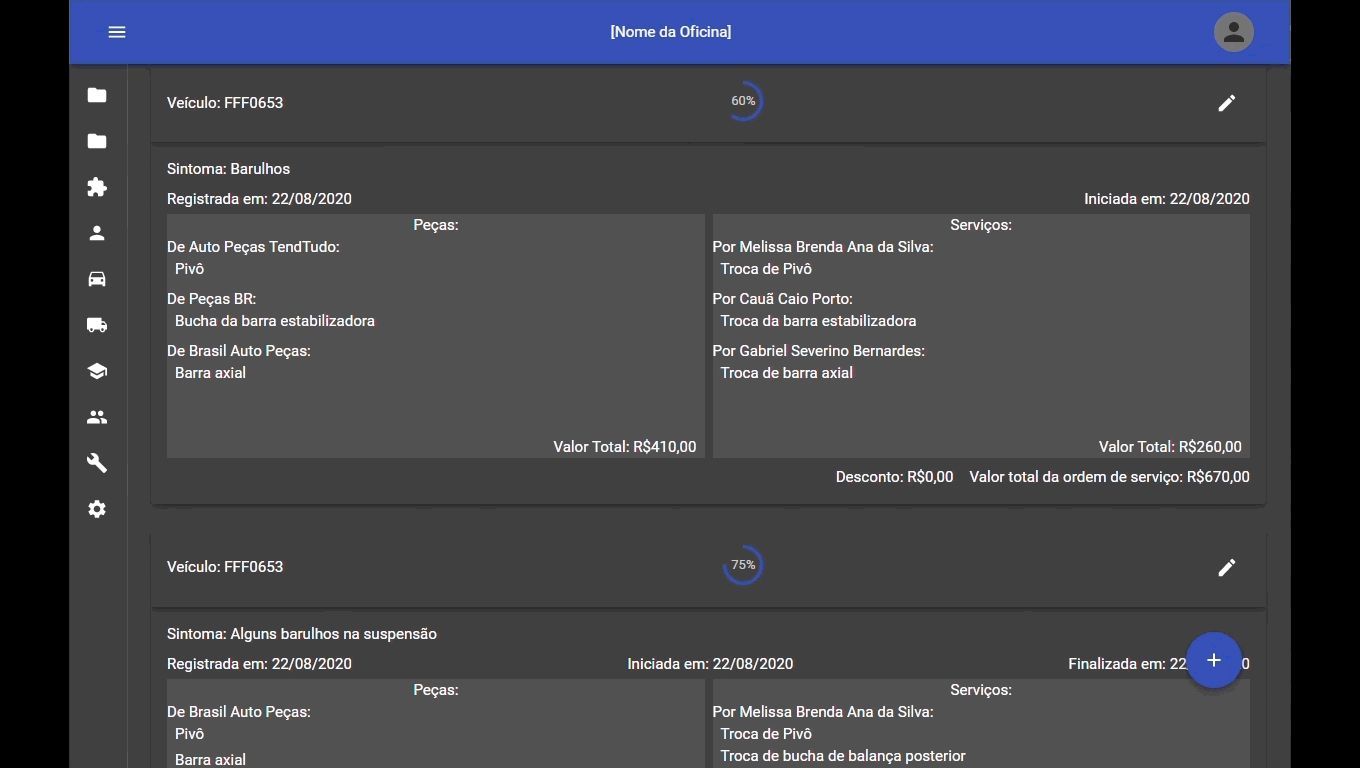 [Nome da Oficina]
Veículo: FFF0653
60%
Sintoma: Barulhos
Registrada em: 22/08/2020
Iniciada em: 22/08/2020
Peças:
De Auto Peças TendTudo:
Pivô
De Peças BR:
Bucha da barra estabilizadora
De Brasil Auto Peças:
Barra axial
Valor Total: R$410,00
Serviços:
Por Melissa Brenda Ana da Silva:
Troca de Pivô
Por Cauã Caio Porto:
Troca da barra estabilizadora
Por Gabriel Severino Bernardes:
Troca de barra axial
Valor Total: R$260,00
Desconto: R$0,00 Valor total da ordem de serviço: R$670,00
Veículo: FFF0653
75%
Sintoma: Alguns barulhos na suspensão
Registrada em: 22/08/2020
Iniciada em: 22/08/2020
Finalizada em: 22
Peças:
De Brasil Auto Peças:
Pivô
Barra axial
Serviços:
Por Melissa Brenda Ana da Silva:
Troca de Pivô
Troca de bucha de balança posterior